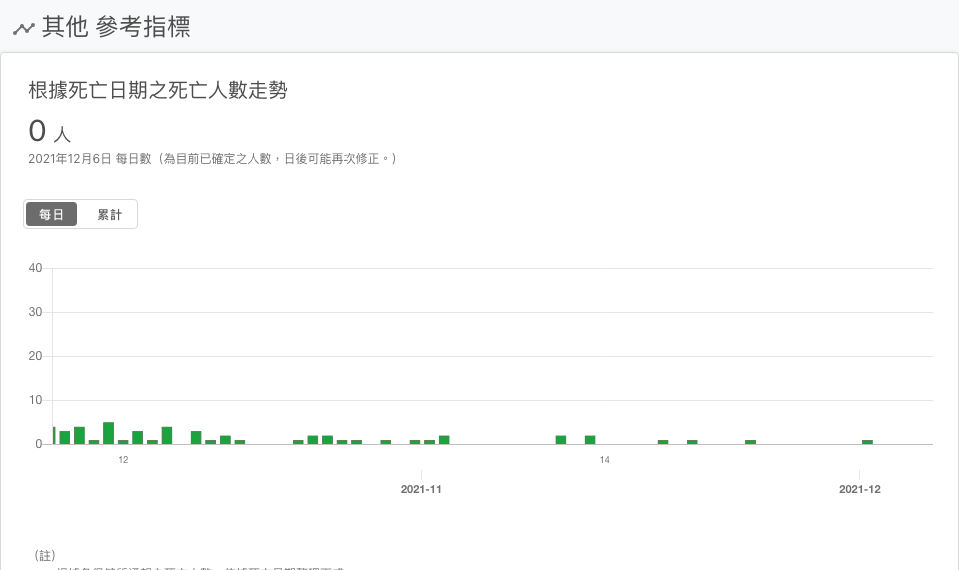 其他 參考指標
根據死亡日期之死亡人數走勢
0 人
2021年12月6日 每日數（為目前已確定之人數，日後可能再次修正。）
每日 累計
40
30
20
10
0
12 14
2021-11 2021-12
（註）